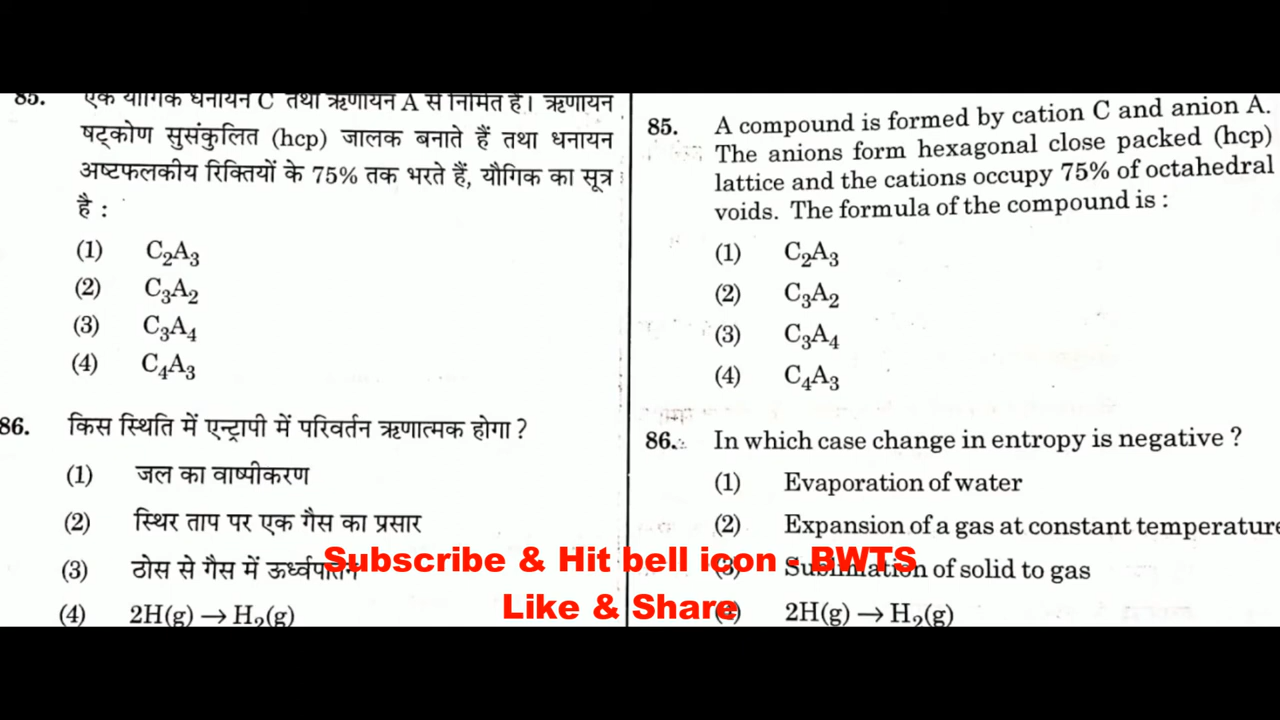 85. एक यौगिक धनायन C तथा ऋणायन A से निर्मित है। ऋणायन
षट्कोण सुसंकुलित (hcp) जालक बनाते हैं तथा धनायन
अष्टफलकीय रिक्तियों के 75% तक भरते हैं, यौगिक का सूत्र
है :
(1) C₂A₃
(2) C₃A₂
(3) C₃A₄
(4) C₄A₃
86. किस स्थिति में एन्ट्रापी में परिवर्तन ऋणात्मक होगा ?
(1) जल का वाष्पीकरण
(2) स्थिर ताप पर एक गैस का प्रसार
(3) ठोस से गैस में ऊर्ध्वपातन
(4) 2H(g) → H₂(g)
85. A compound is formed by cation C and anion A.
The anions form hexagonal close packed (hcp)
lattice and the cations occupy 75% of octahedral
voids. The formula of the compound is :
(1) C₂A₃
(2) C₃A₂
(3) C₃A₄
(4) C₄A₃
86. In which case change in entropy is negative ?
(1) Evaporation of water
(2) Expansion of a gas at constant temperature
(3) Sublimation of solid to gas
(4) 2H(g) → H₂(g)
Subscribe & Hit bell icon - BWTS
Like & Share